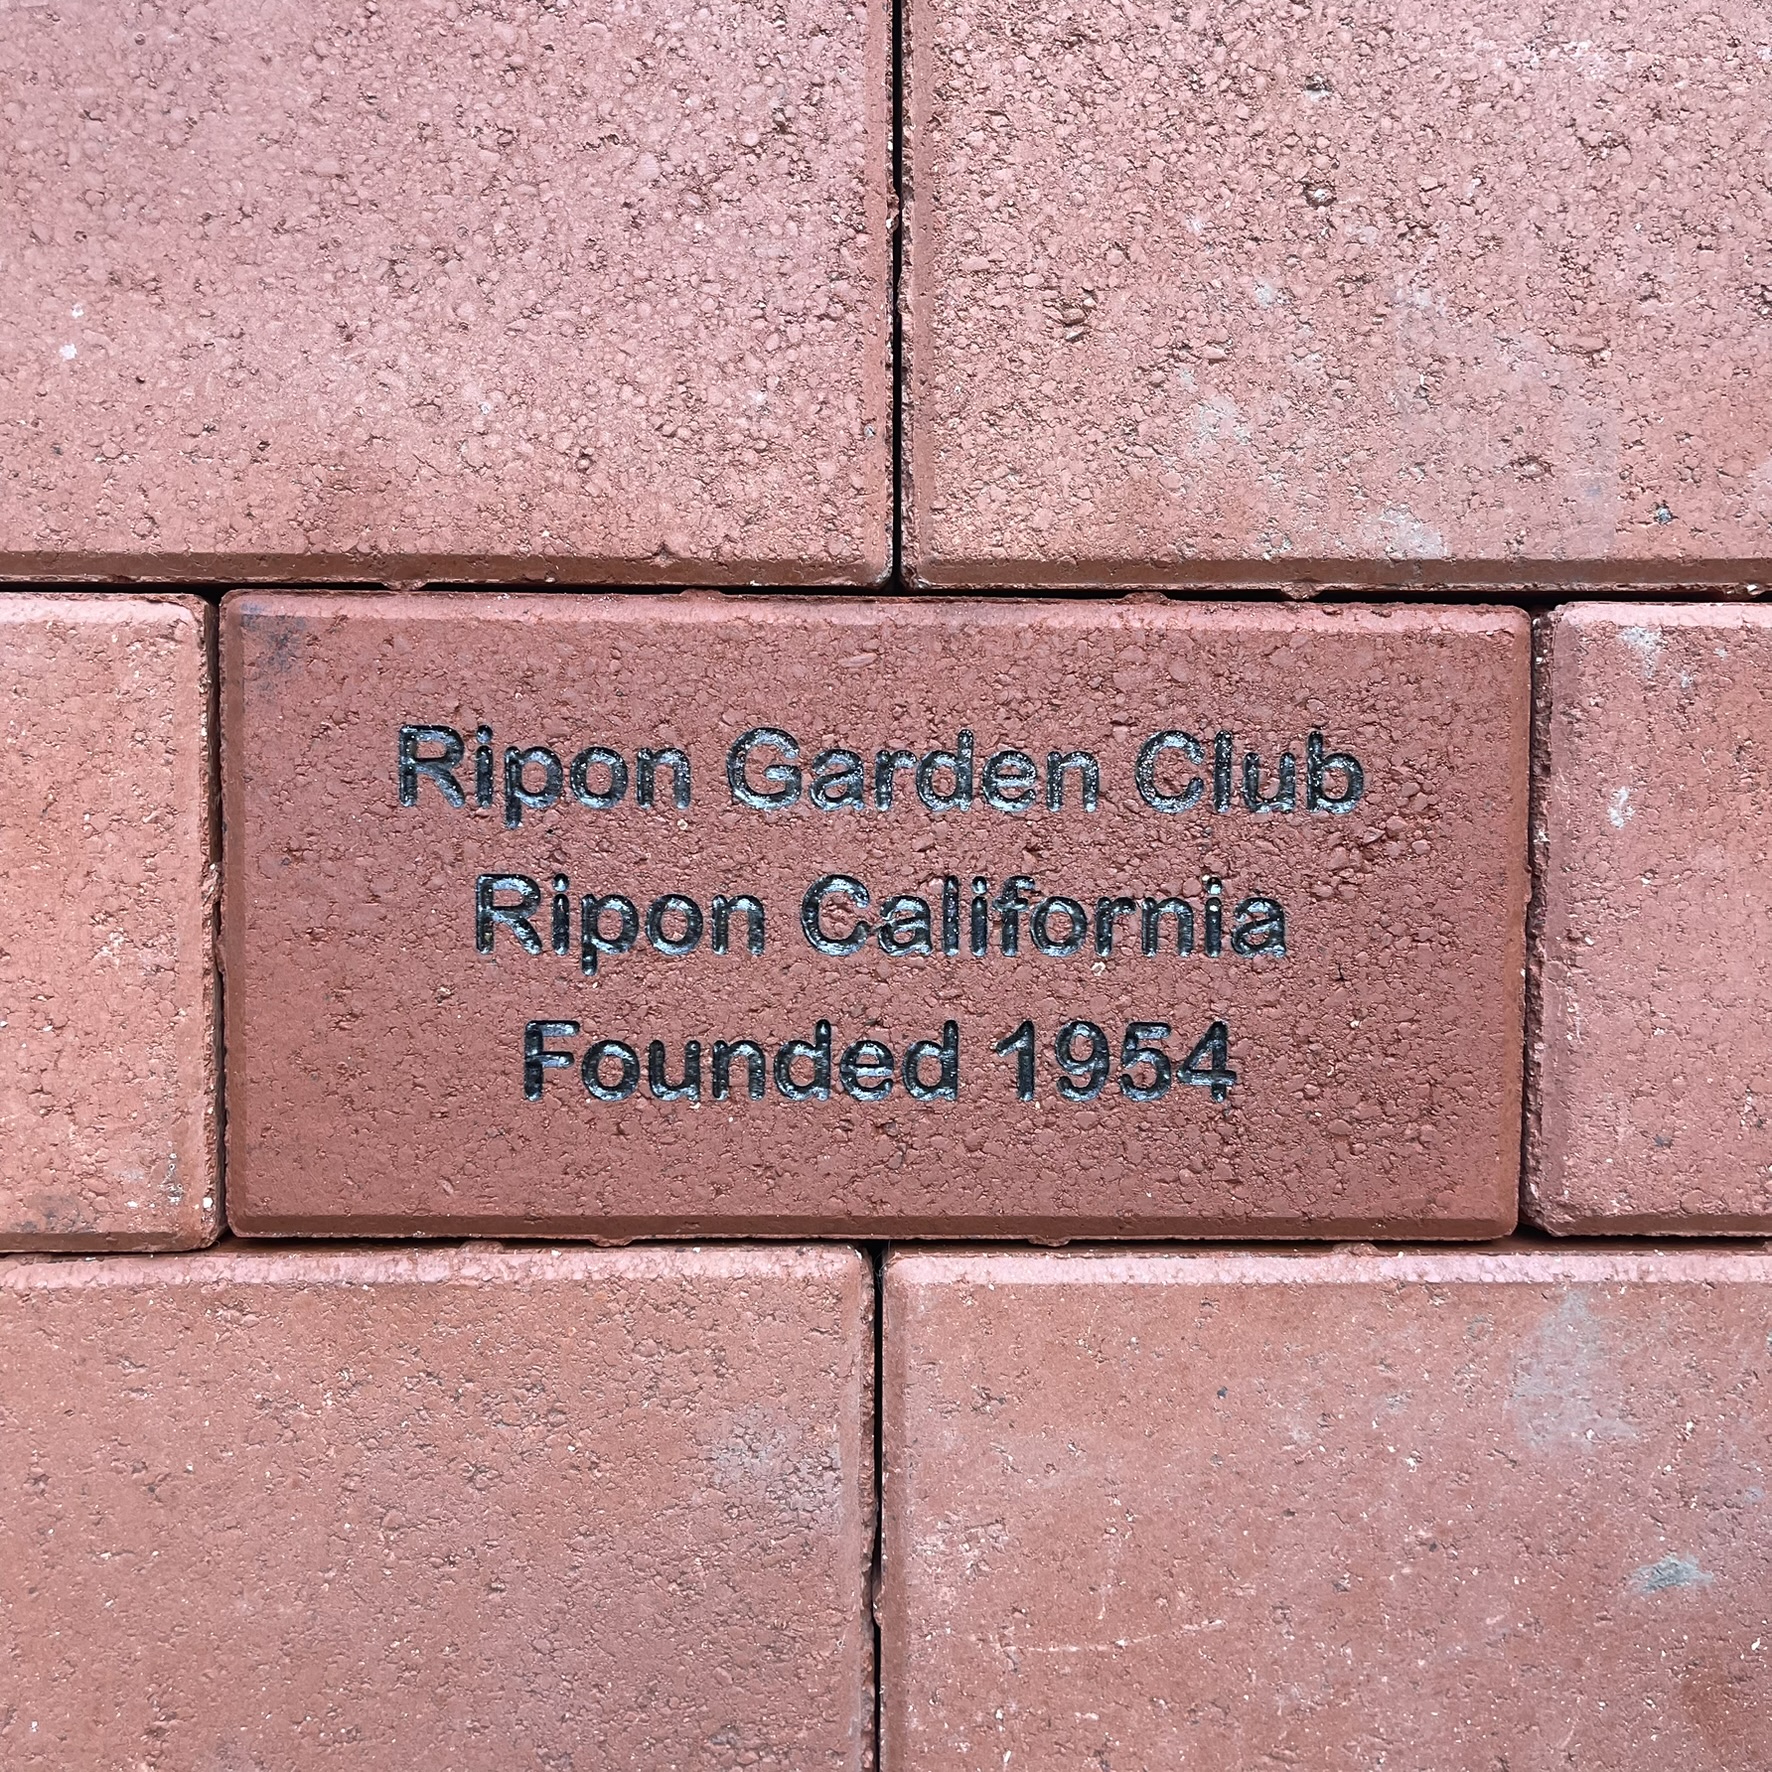 Ripon Garden Club
Ripon California
Founded 1954